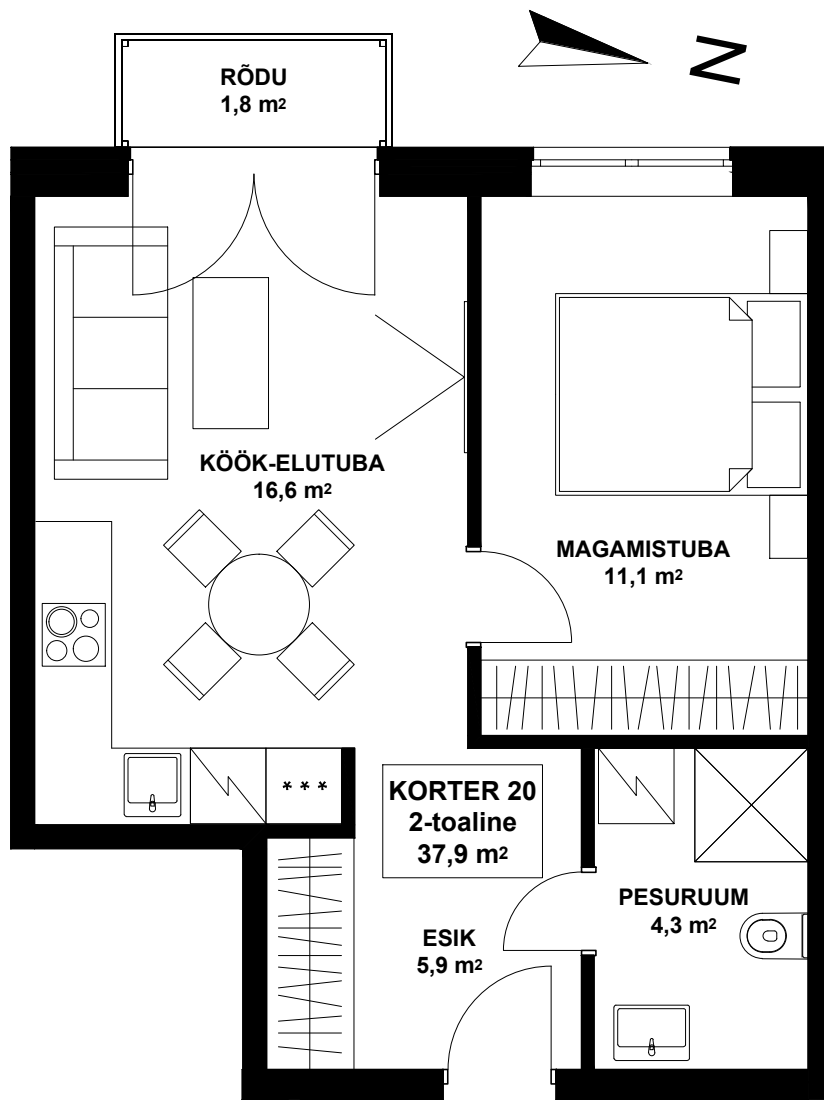 RÕDU
1,8 m²
N
KÖÖK-ELUTUBA
16,6 m²
MAGAMISTUBA
11,1 m²
***
KORTER 20
2-toaline
37,9 m²
PESURUUM
4,3 m²
ESIK
5,9 m²